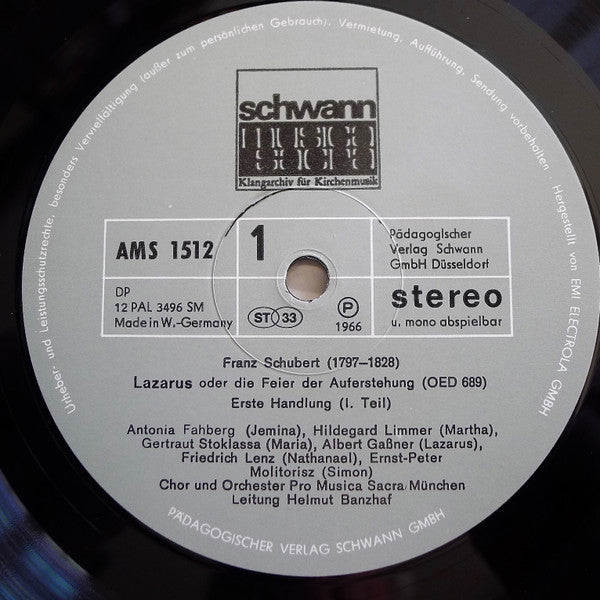 Urheber- und Leistungsschutzrechte, besonders Vervielfältigung (außer zum persönlichen Gebrauch), Vermietung, Aufführung, Sendung vorbehalten · Hergestellt von EMI ELECTROLA GMBH
schwann
musica
sacra
Klangarchiv für Kirchenmusik
AMS 1512
1
Pädagogischer
Verlag Schwann
GmbH Düsseldorf
DP
12 PAL 3496 SM
Made in W.-Germany
ST 33
P
1966
stereo
u. mono abspielbar
Franz Schubert (1797–1828)
Lazarus oder die Feier der Auferstehung (OED 689)
Erste Handlung (I. Teil)
Antonia Fahberg (Jemina), Hildegard Limmer (Martha),
Gertraut Stoklassa (Maria), Albert Gaßner (Lazarus),
Friedrich Lenz (Nathanael), Ernst-Peter
Molitorisz (Simon)
Chor und Orchester Pro Musica Sacra München
Leitung Helmut Banzhaf
PÄDAGOGISCHER VERLAG SCHWANN GMBH